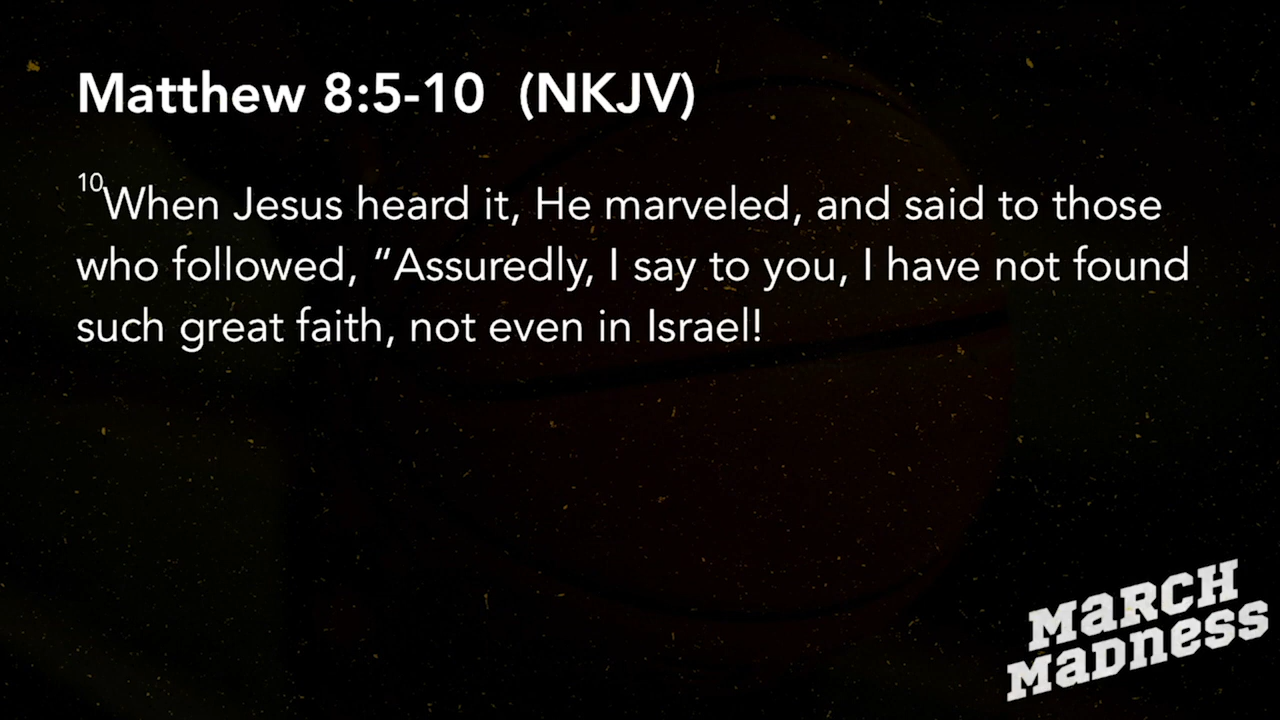 Matthew 8:5-10 (NKJV)
10When Jesus heard it, He marveled, and said to those
who followed, “Assuredly, I say to you, I have not found
such great faith, not even in Israel!
MaRCH
MaDness